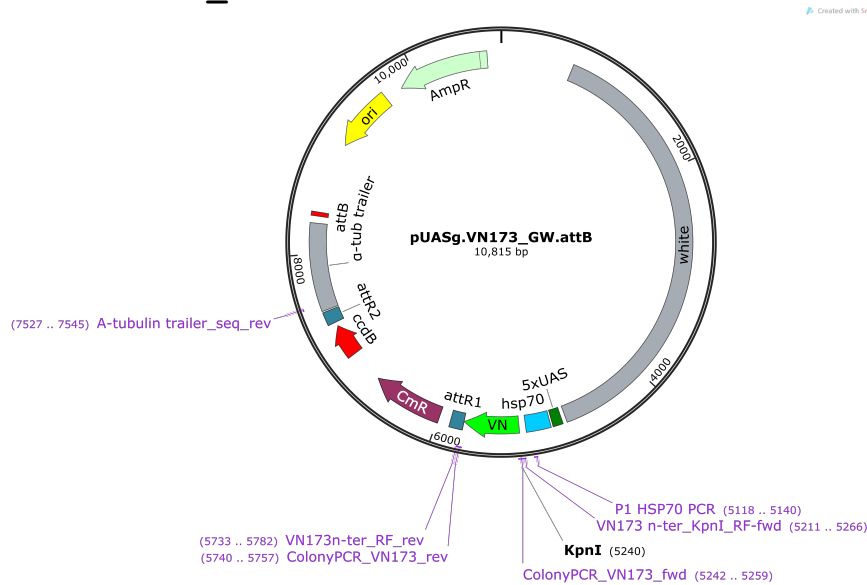 Created with Sr
10,000
AmpR
ori
2000
attB
α-tub trailer
pUASg.VN173_GW.attB
10,815 bp
white
8000
attR2
(7527 .. 7545) A-tubulin trailer_seq_rev
ccdB
4000
5xUAS
attR1
hsp70
CmR
VN
6000
P1 HSP70 PCR (5118 .. 5140)
VN173 n-ter_KpnI_RF-fwd (5211 .. 5266)
(5733 .. 5782) VN173n-ter_RF_rev
KpnI (5240)
(5740 .. 5757) ColonyPCR_VN173_rev
ColonyPCR_VN173_fwd (5242 .. 5259)